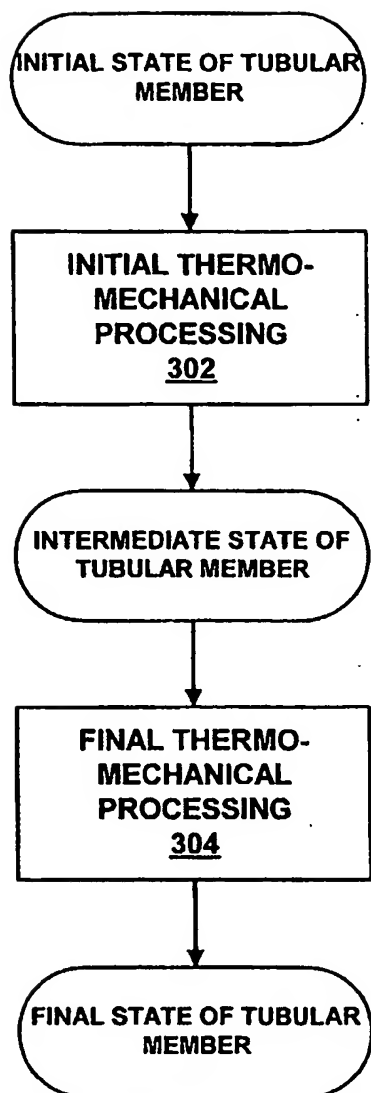 INITIAL STATE OF TUBULAR
MEMBER
INITIAL THERMO-
MECHANICAL
PROCESSING
302
INTERMEDIATE STATE OF
TUBULAR MEMBER
FINAL THERMO-
MECHANICAL
PROCESSING
304
FINAL STATE OF TUBULAR
MEMBER